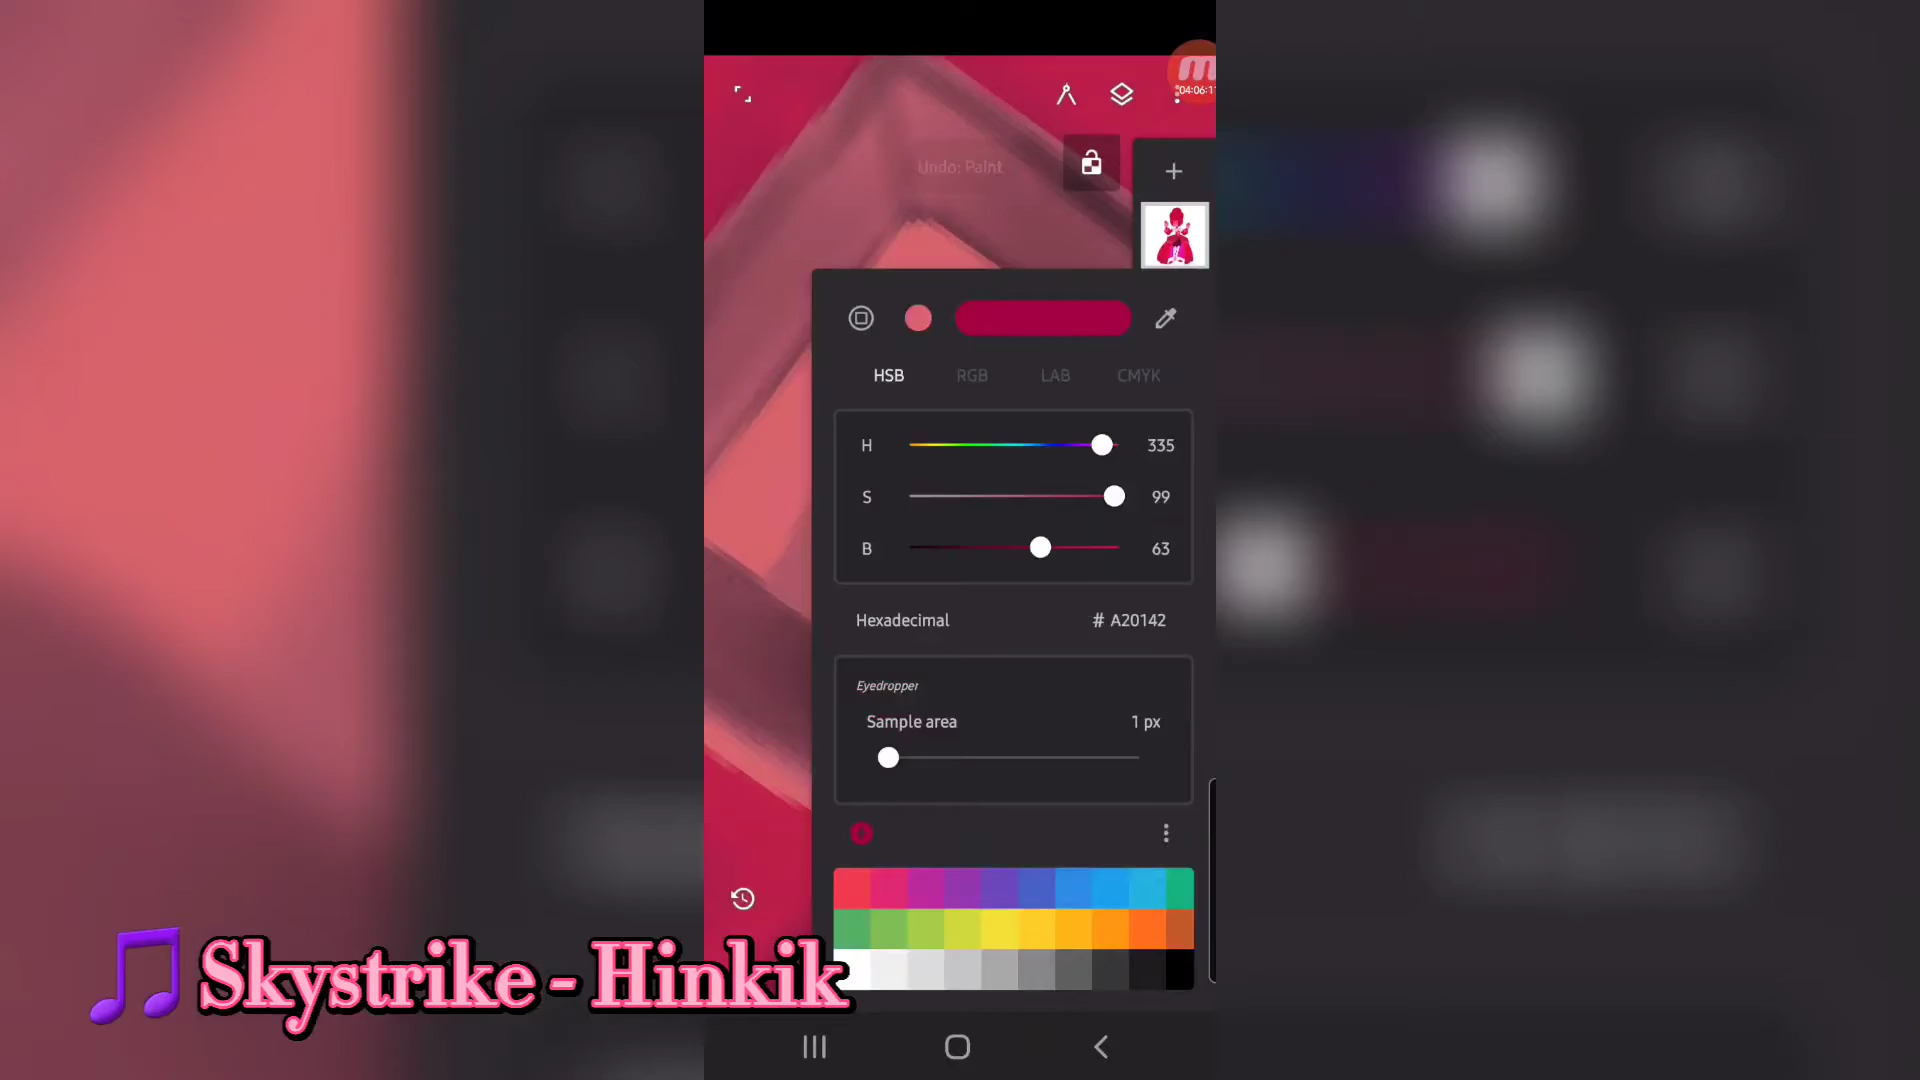 m
04:06:11
Undo: Paint
HSB RGB LAB CMYK
H 335
S 99
B 63
Hexadecimal # A20142
Eyedropper
Sample area 1 px
Skystrike - Hinkik